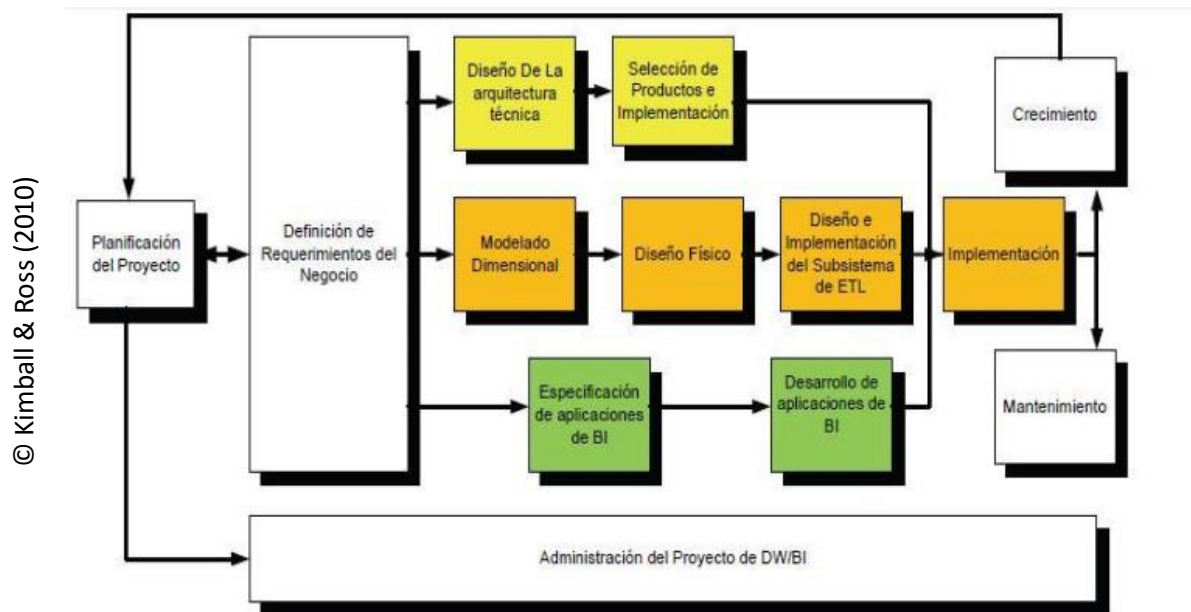 © Kimball & Ross (2010)
Planificación
del Proyecto
Definición de
Requerimientos del
Negocio
Diseño De La
arquitectura
técnica
Selección de
Productos e
Implementación
Modelado
Dimensional
Diseño Físico
Diseño e
Implementación
del Subsistema
de ETL
Implementación
Especificación
de aplicaciones
de BI
Desarrollo de
aplicaciones de
BI
Crecimiento
Mantenimiento
Administración del Proyecto de DW/BI